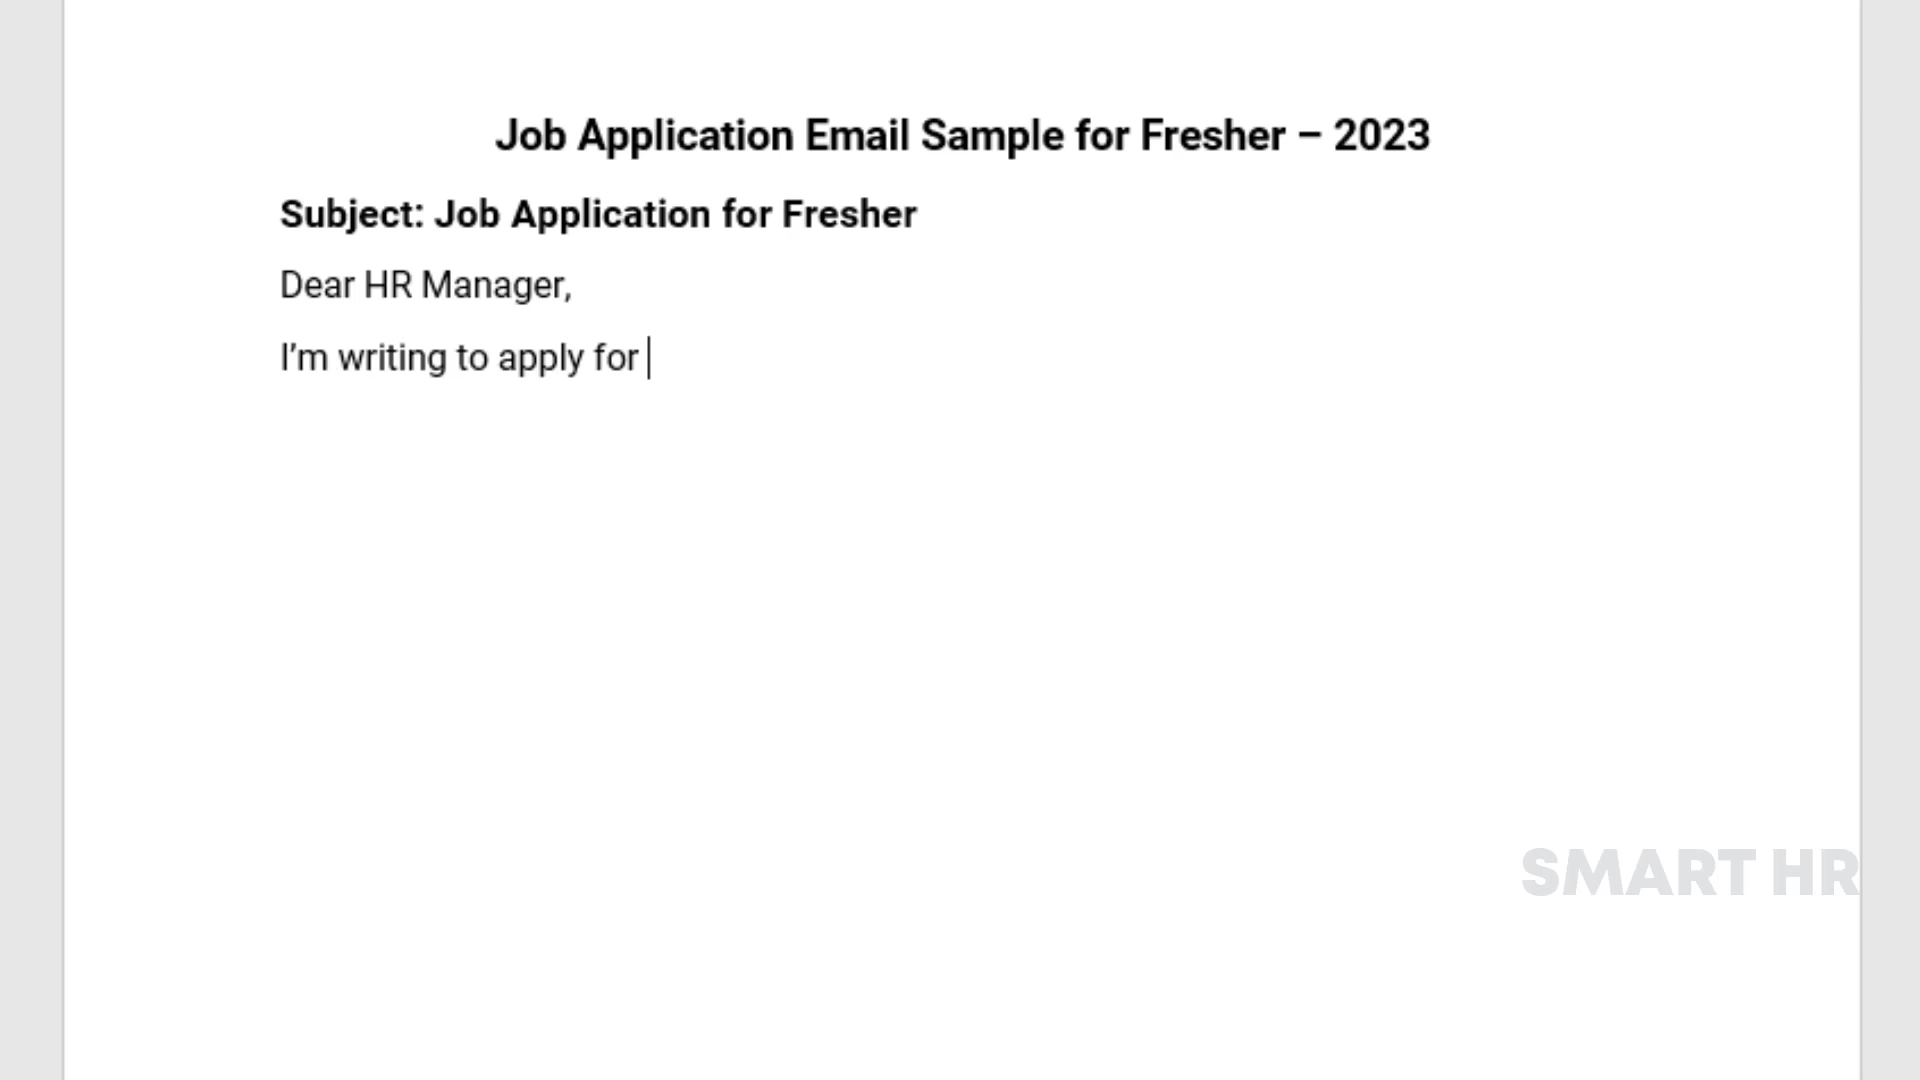 Job Application Email Sample for Fresher – 2023
Subject: Job Application for Fresher
Dear HR Manager,
I’m writing to apply for
SMART HR